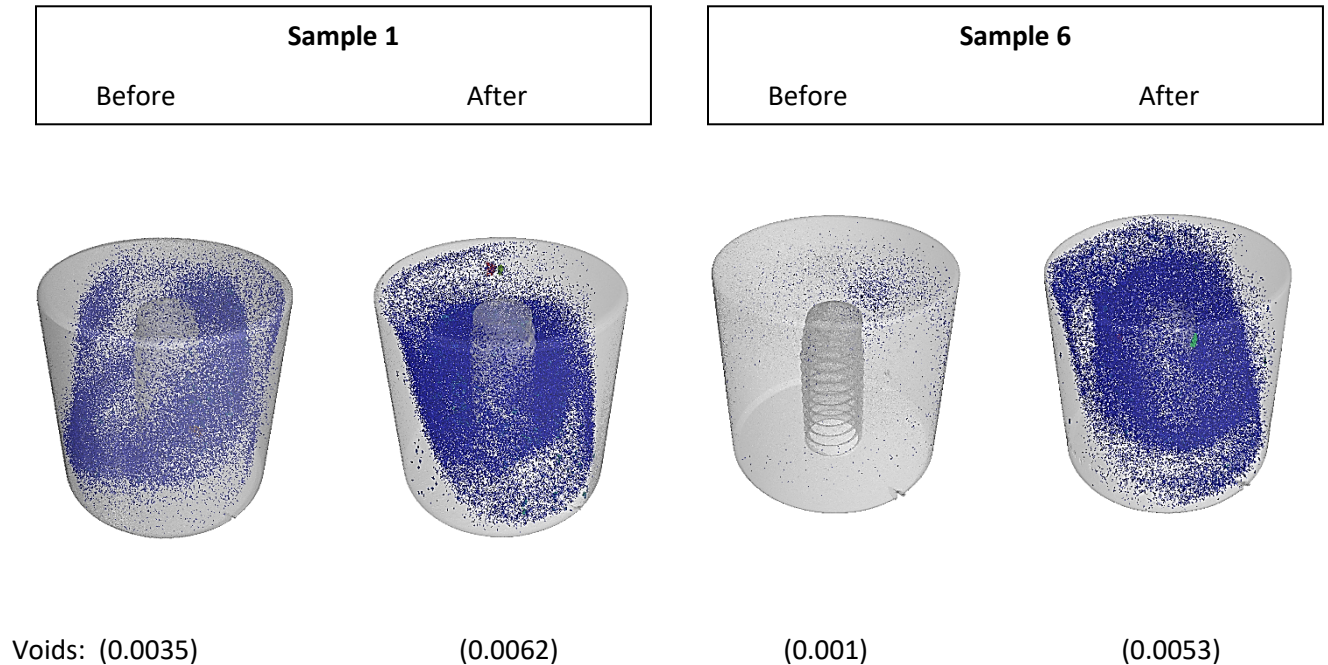 Sample 1
Before After
Sample 6
Before After
Voids: (0.0035) (0.0062) (0.001) (0.0053)